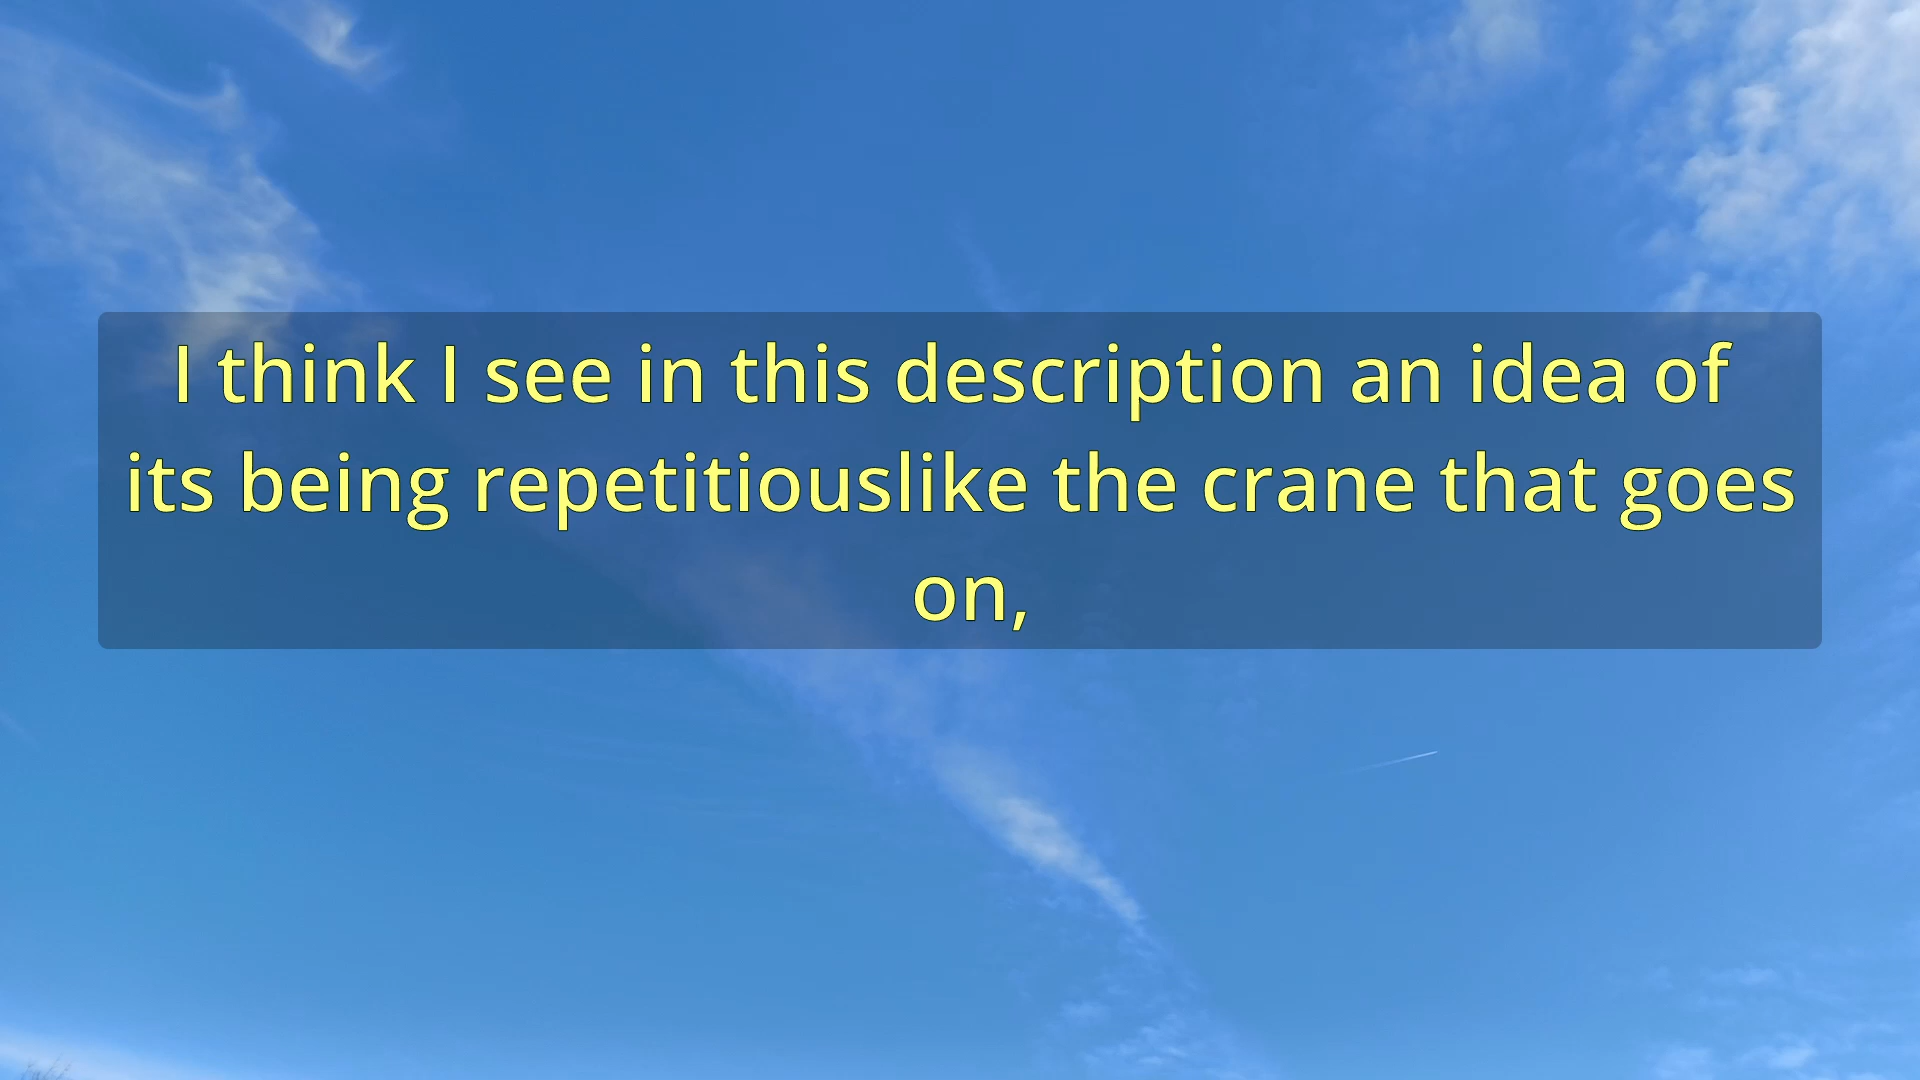 I think I see in this description an idea of
its being repetitiouslike the crane that goes
on,